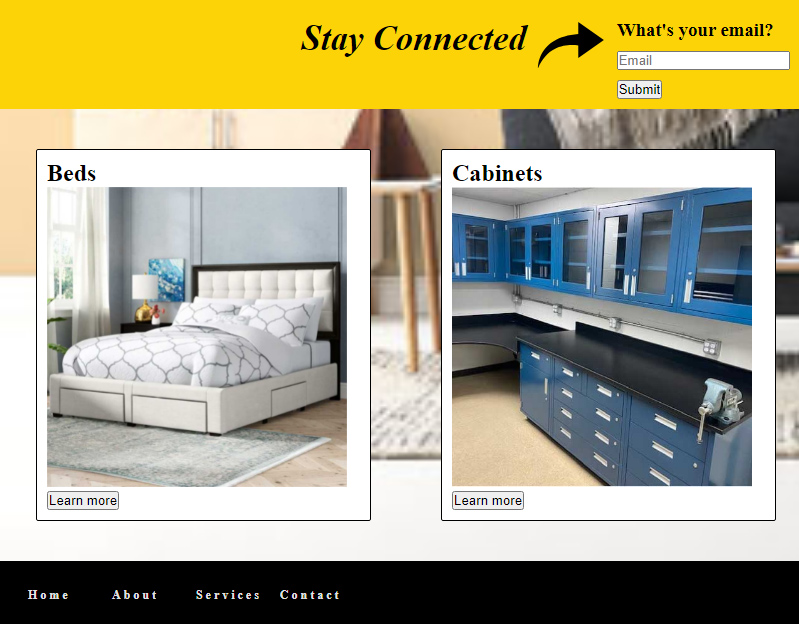 Stay Connected
What's your email?
Email
Submit
Beds
Cabinets
Learn more
Learn more
Home About Services Contact